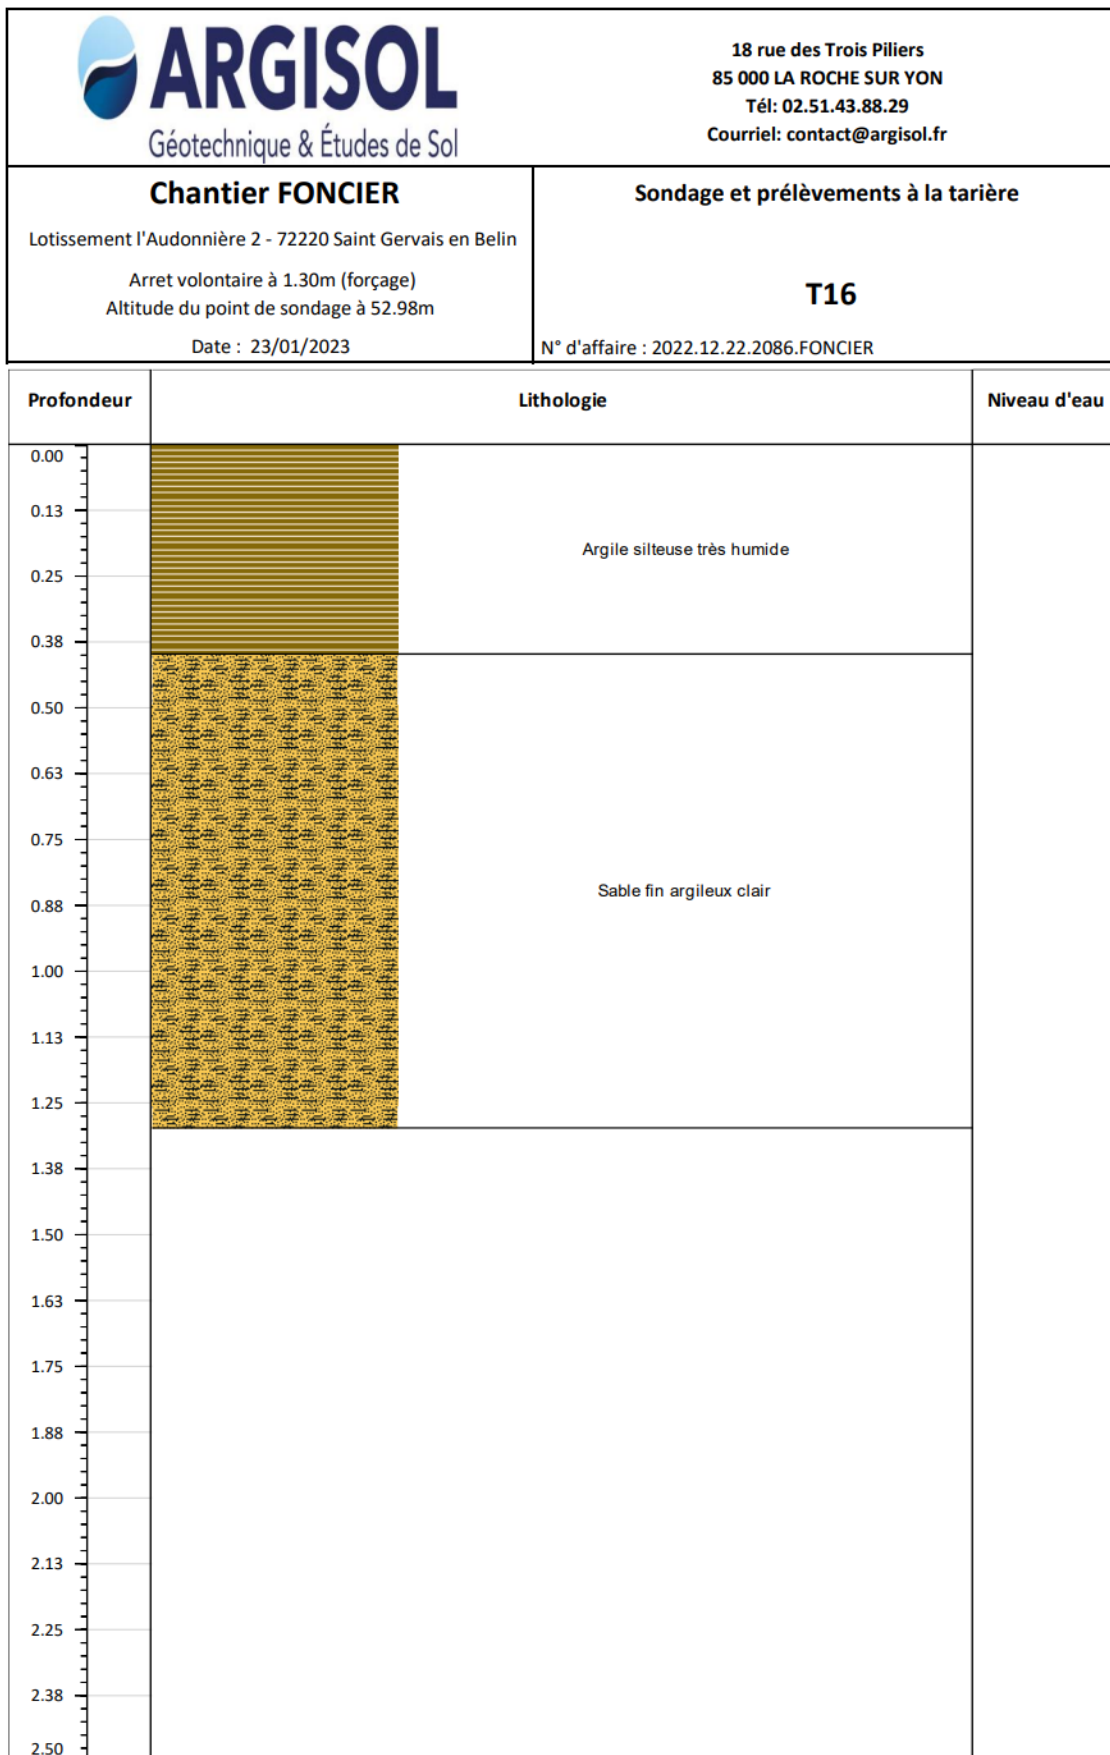 ARGISOL
Géotechnique & Études de Sol
18 rue des Trois Piliers
85 000 LA ROCHE SUR YON
Tél: 02.51.43.88.29
Courriel: contact@argisol.fr
Chantier FONCIER
Lotissement l'Audonnière 2 - 72220 Saint Gervais en Belin
Arret volontaire à 1.30m (forçage)
Altitude du point de sondage à 52.98m
Date : 23/01/2023
Sondage et prélèvements à la tarière
T16
N° d'affaire : 2022.12.22.2086.FONCIER
Profondeur
Lithologie
Niveau d'eau
0.00
0.13
Argile silteuse très humide
0.25
0.38
0.50
0.63
0.75
Sable fin argileux clair
0.88
1.00
1.13
1.25
1.38
1.50
1.63
1.75
1.88
2.00
2.13
2.25
2.38
2.50